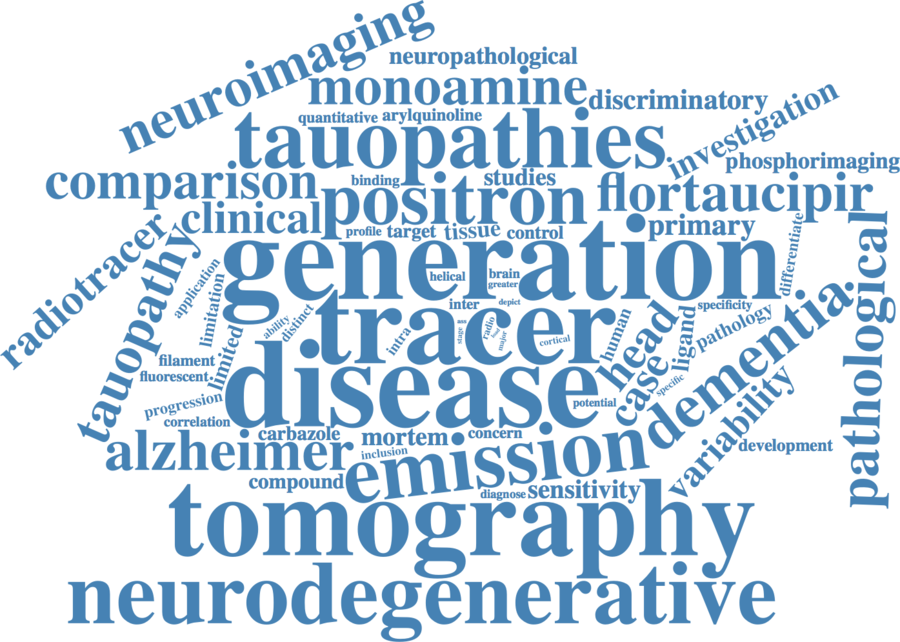 neuroimaging
neuropathological
monoamine
discriminatory
quantitative
arylquinoline
tauopathies
investigation
phosphorimaging
comparison
binding
studies
positron
flortaucipir
clinical
primary
profile
target
tissue
control
radiotracer
tauopathy
generation
differentiate
pathological
application
limitation
helical
brain
greater
depict
inter
specificity
ability
distinct
tracer
intra
stage
radio
major
cortical
human
head
ligand
pathology
dementia
filament
fluorescent
limited
disease
case
specific
potential
progression
correlation
carbazole
mortem
concern
variability
development
alzheimer
inclusion
emission
compound
diagnose
sensitivity
tomography
neurodegenerative